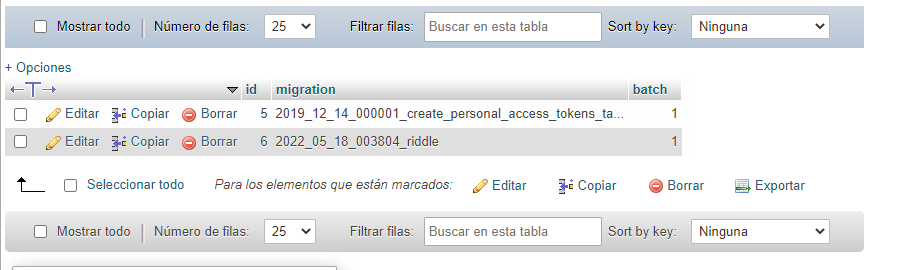 Mostrar todo Número de filas: 25 Filtrar filas: Buscar en esta tabla Sort by key: Ninguna
+ Opciones
id migration batch
Editar Copiar Borrar 5 2019_12_14_000001_create_personal_access_tokens_ta... 1
Editar Copiar Borrar 6 2022_05_18_003804_riddle 1
Seleccionar todo Para los elementos que están marcados: Editar Copiar Borrar Exportar
Mostrar todo Número de filas: 25 Filtrar filas: Buscar en esta tabla Sort by key: Ninguna